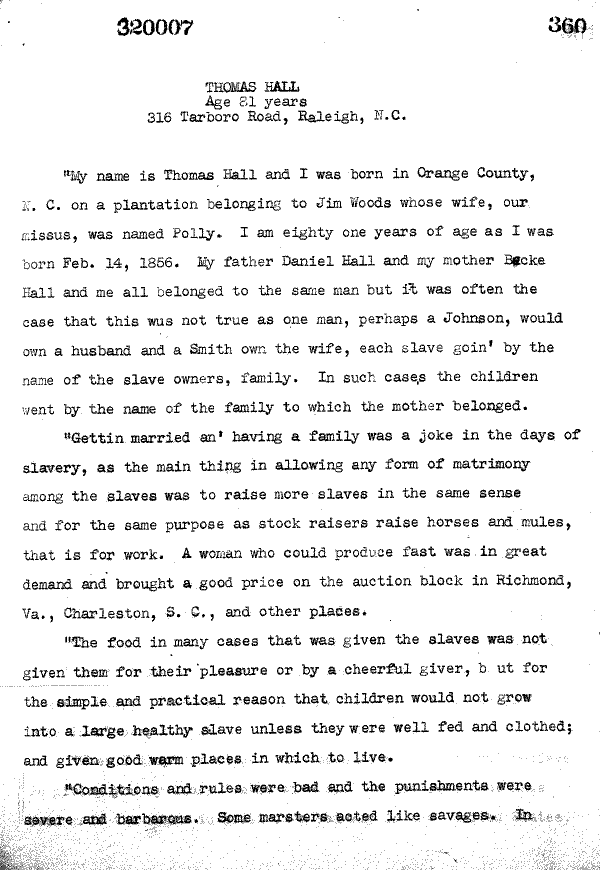 320007
360
THOMAS HALL
Age 81 years
316 Tarboro Road, Raleigh, N.C.
"My name is Thomas Hall and I was born in Orange County,
N. C. on a plantation belonging to Jim Woods whose wife, our
missus, was named Polly. I am eighty one years of age as I was
born Feb. 14, 1856. My father Daniel Hall and my mother Becke
Hall and me all belonged to the same man but it was often the
case that this wus not true as one man, perhaps a Johnson, would
own a husband and a Smith own the wife, each slave goin' by the
name of the slave owners, family. In such cases the children
went by the name of the family to which the mother belonged.
"Gettin married an' having a family was a joke in the days of
slavery, as the main thing in allowing any form of matrimony
among the slaves was to raise more slaves in the same sense
and for the same purpose as stock raisers raise horses and mules,
that is for work. A woman who could produce fast was in great
demand and brought a good price on the auction block in Richmond,
Va., Charleston, S. C., and other places.
"The food in many cases that was given the slaves was not
given them for their pleasure or by a cheerful giver, b ut for
the simple and practical reason that children would not grow
into a large healthy slave unless they were well fed and clothed;
and given good warm places in which to live.
"Conditions and rules were bad and the punishments were
severe and barbarous. Some marsters acted like savages. In